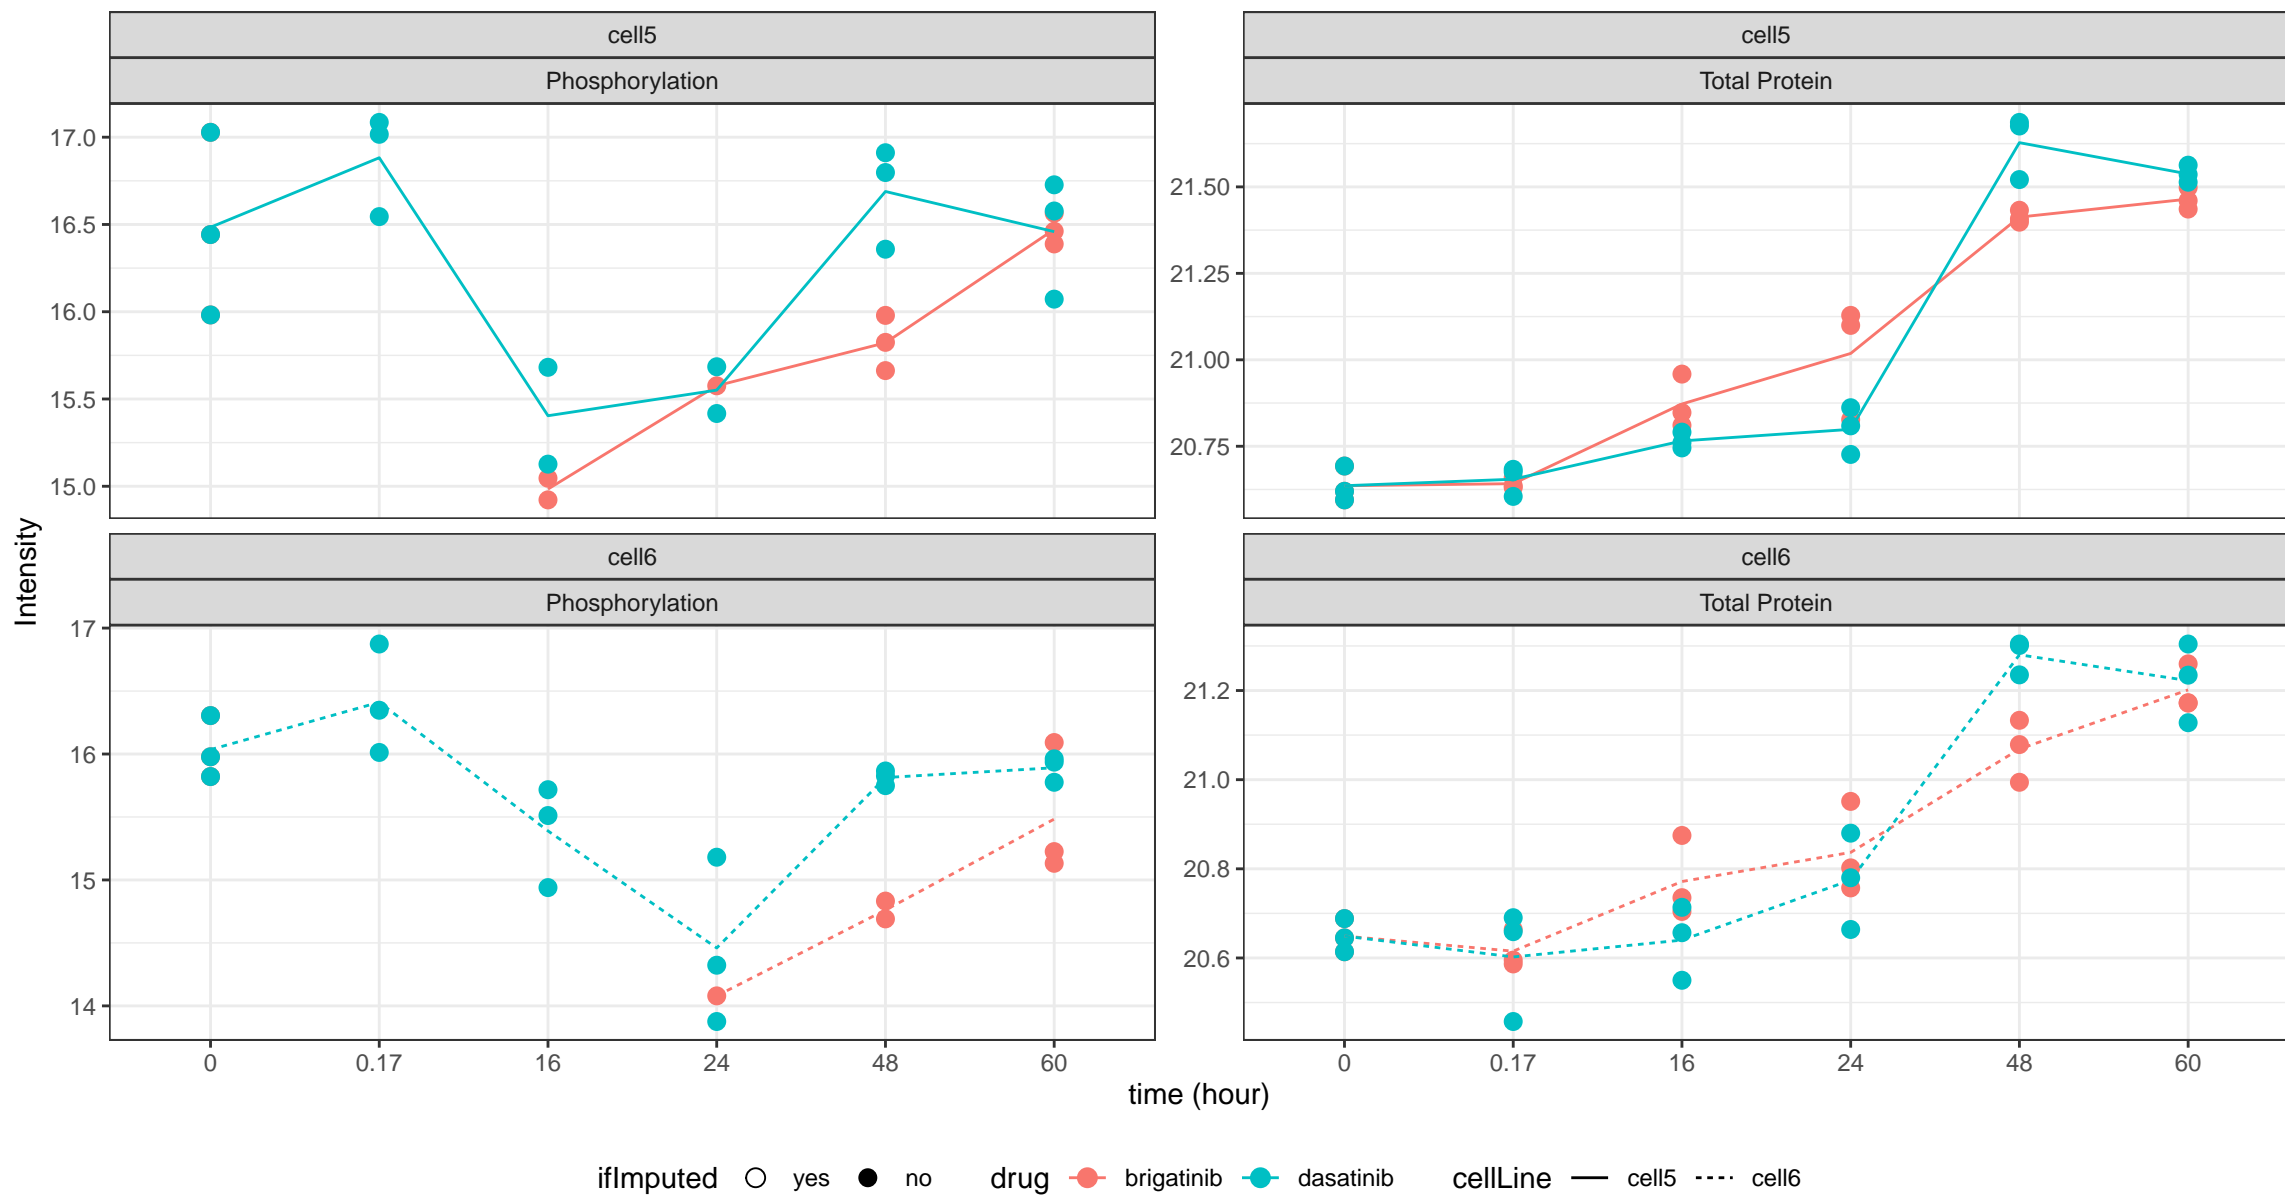 cell5
Phosphorylation
17.0
16.5
16.0
15.5
15.0
cell5
Total Protein
21.50
21.25
21.00
20.75
Intensity
cell6
Phosphorylation
17
16
15
14
0 0.17 16 24 48 60
cell6
Total Protein
21.2
21.0
20.8
20.6
0 0.17 16 24 48 60
time (hour)
ifImputed yes no drug brigatinib dasatinib cellLine cell5 cell6